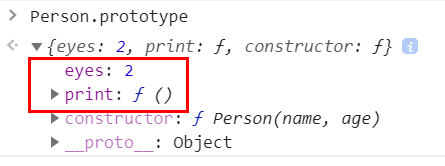 > Person.prototype
<· ▼{eyes: 2, print: ƒ, constructor: ƒ} i
eyes: 2
▶ print: ƒ ()
▶ constructor: ƒ Person(name, age)
▶ __proto__: Object